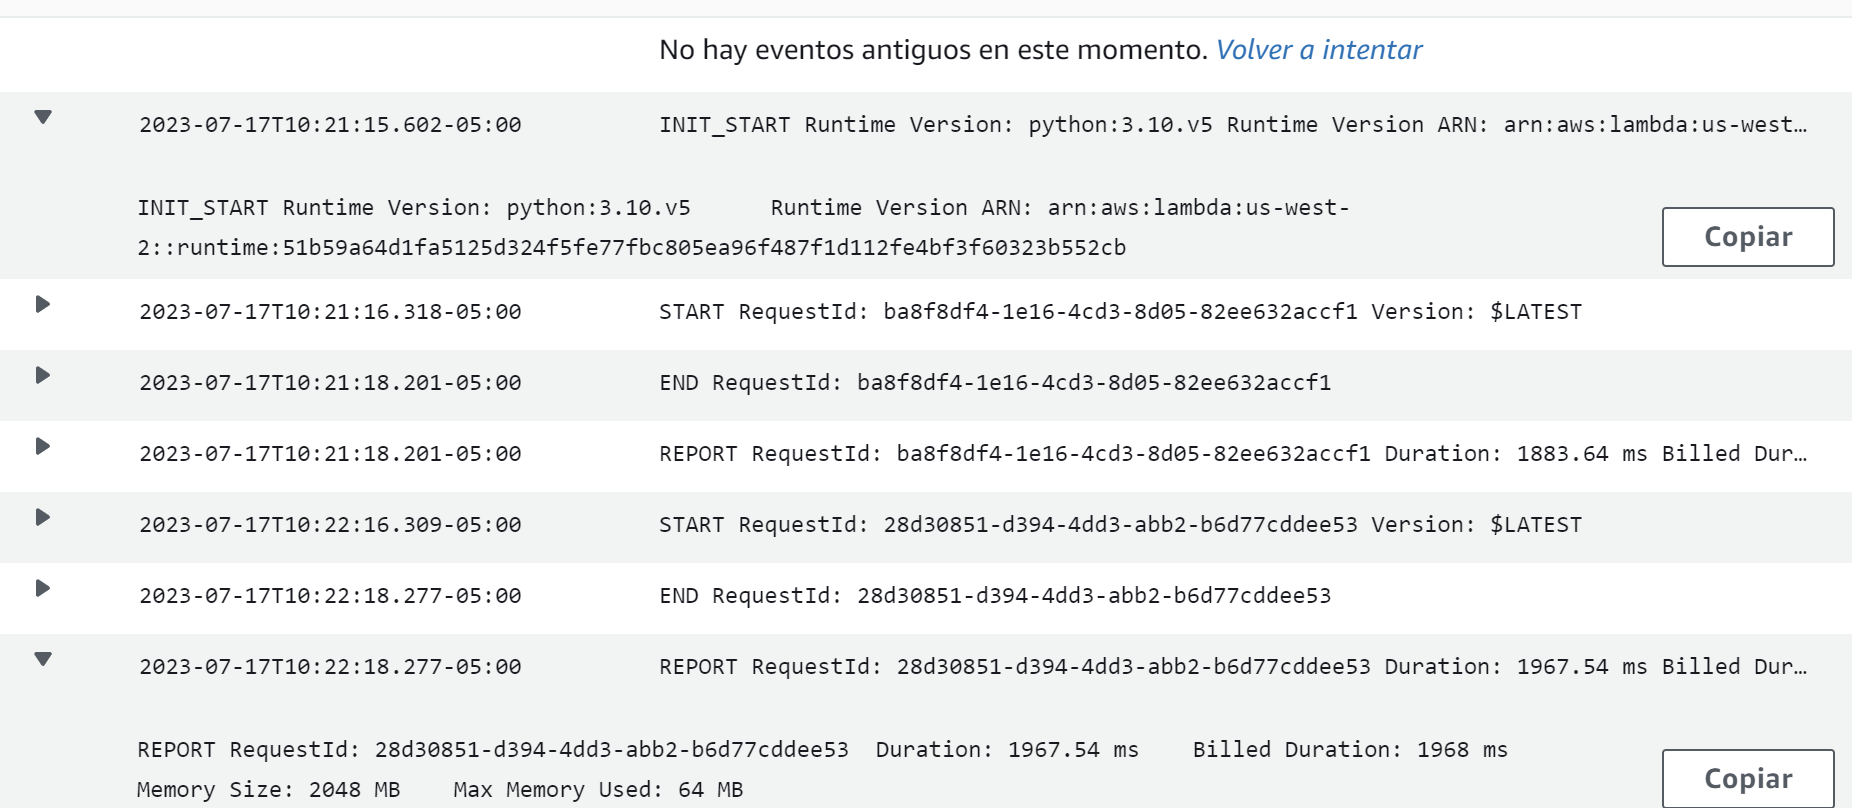 No hay eventos antiguos en este momento. Volver a intentar
2023-07-17T10:21:15.602-05:00 INIT_START Runtime Version: python:3.10.v5 Runtime Version ARN: arn:aws:lambda:us-west…
INIT_START Runtime Version: python:3.10.v5 Runtime Version ARN: arn:aws:lambda:us-west-
2::runtime:51b59a64d1fa5125d324f5fe77fbc805ea96f487f1d112fe4bf3f60323b552cb
Copiar
2023-07-17T10:21:16.318-05:00 START RequestId: ba8f8df4-1e16-4cd3-8d05-82ee632accf1 Version: $LATEST
2023-07-17T10:21:18.201-05:00 END RequestId: ba8f8df4-1e16-4cd3-8d05-82ee632accf1
2023-07-17T10:21:18.201-05:00 REPORT RequestId: ba8f8df4-1e16-4cd3-8d05-82ee632accf1 Duration: 1883.64 ms Billed Dur…
2023-07-17T10:22:16.309-05:00 START RequestId: 28d30851-d394-4dd3-abb2-b6d77cddee53 Version: $LATEST
2023-07-17T10:22:18.277-05:00 END RequestId: 28d30851-d394-4dd3-abb2-b6d77cddee53
2023-07-17T10:22:18.277-05:00 REPORT RequestId: 28d30851-d394-4dd3-abb2-b6d77cddee53 Duration: 1967.54 ms Billed Dur…
REPORT RequestId: 28d30851-d394-4dd3-abb2-b6d77cddee53 Duration: 1967.54 ms Billed Duration: 1968 ms
Memory Size: 2048 MB Max Memory Used: 64 MB
Copiar